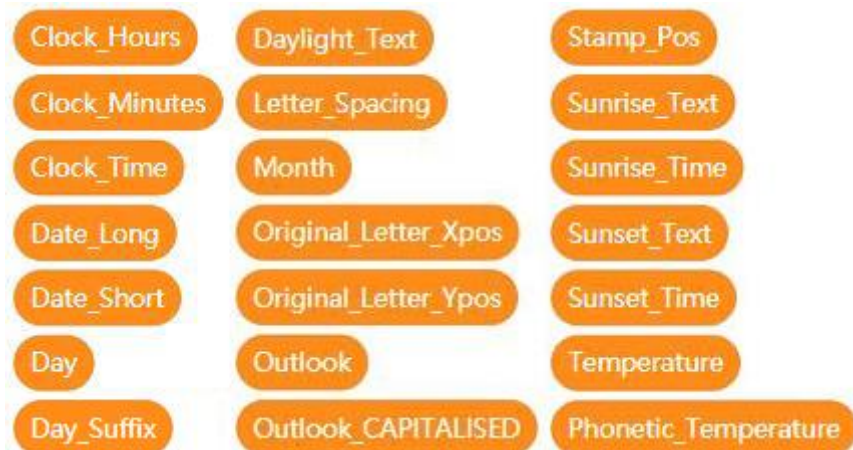 Clock_Hours
Clock_Minutes
Clock_Time
Date_Long
Date_Short
Day
Day_Suffix
Daylight_Text
Letter_Spacing
Month
Original_Letter_Xpos
Original_Letter_Ypos
Outlook
Outlook_CAPITALISED
Stamp_Pos
Sunrise_Text
Sunrise_Time
Sunset_Text
Sunset_Time
Temperature
Phonetic_Temperature